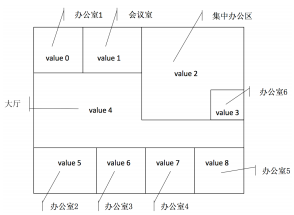 办公室1
会议室
集中办公区
value 0
value 1
value 2
办公室6
大厅
value 3
value 4
value 5
value 6
value 7
value 8
办公室5
办公室2
办公室3
办公室4